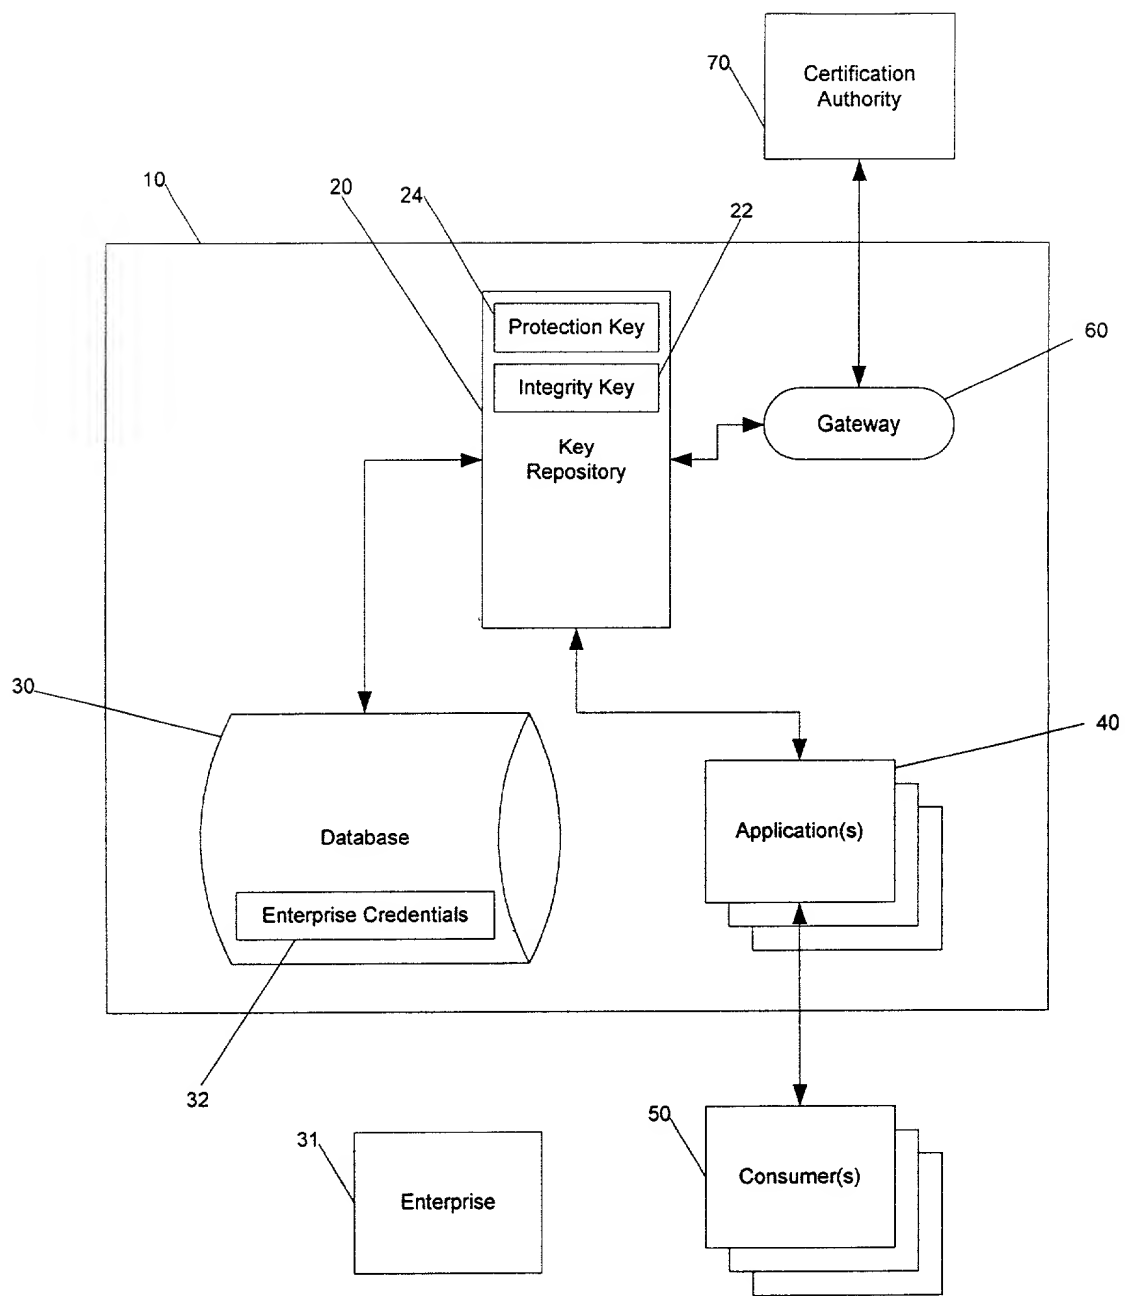 70
Certification
Authority
10
20
24
22
Protection Key
Integrity Key
Key
Repository
60
Gateway
30
40
Database
Application(s)
Enterprise Credentials
32
31
Enterprise
50
Consumer(s)